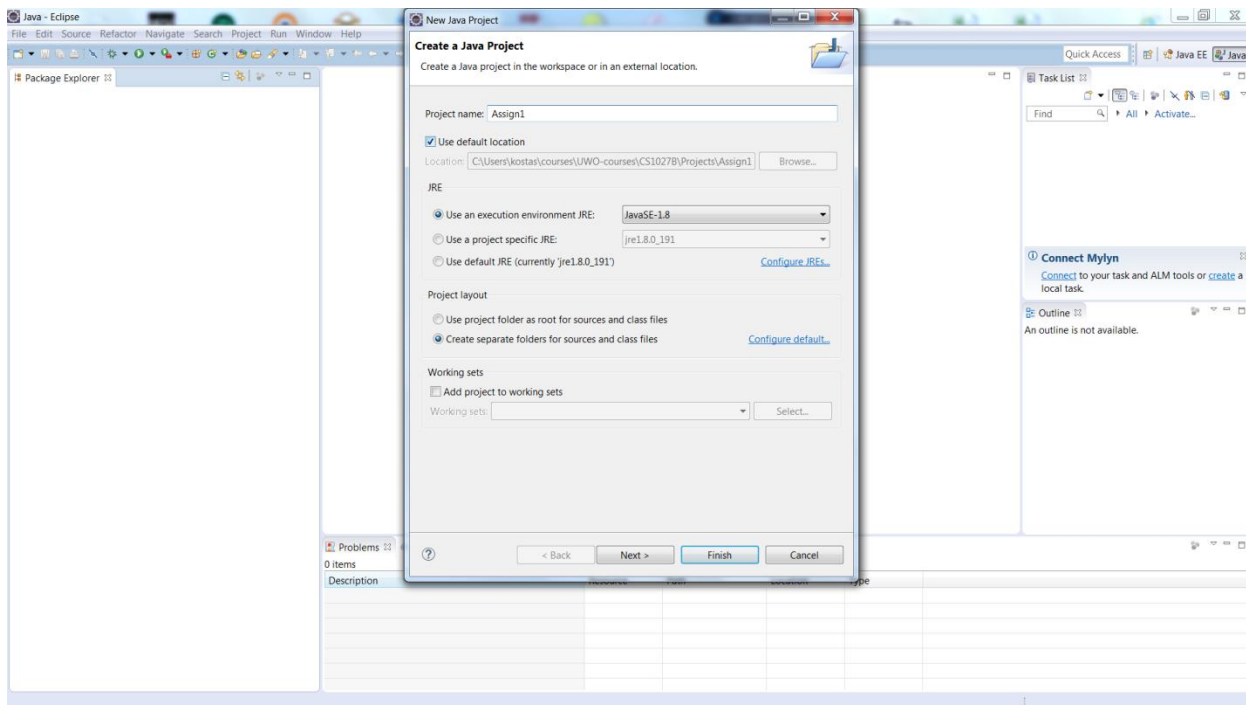 Java - Eclipse
File Edit Source Refactor Navigate Search Project Run Window Help
Quick Access
Java EE
Java
Package Explorer
New Java Project
Create a Java Project
Create a Java project in the workspace or in an external location.
Project name: Assign1
Use default location
Location: C:\Users\kostas\courses\UWO-courses\CS1027B\Projects\Assign1 Browse...
JRE
Use an execution environment JRE: JavaSE-1.8
Use a project specific JRE: jre1.8.0_191
Use default JRE (currently 'jre1.8.0_191') Configure JREs...
Project layout
Use project folder as root for sources and class files
Create separate folders for sources and class files Configure default...
Working sets
Add project to working sets
Working sets: Select...
< Back Next > Finish Cancel
Task List
Find All Activate...
Connect Mylyn
Connect to your task and ALM tools or create a
local task.
Outline
An outline is not available.
Problems
0 items
Description Resource Path Location Type